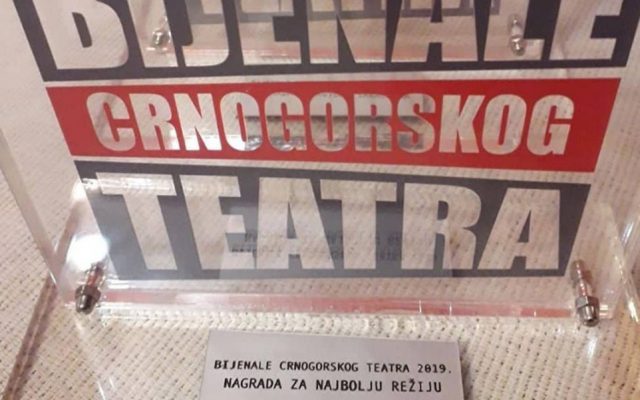 BIJENALE
CRNOGORSKOG
TEATRA
BIJENALE CRNOGORSKOG TEATRA 2019.
NAGRADA ZA NAJBOLJU REŽIJU